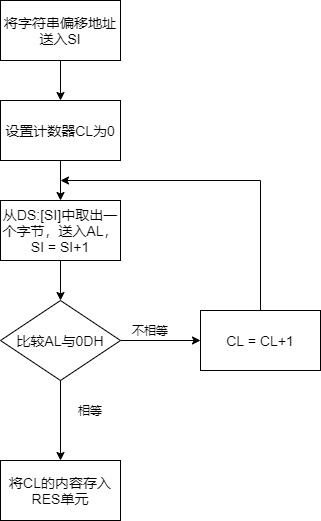 将字符串偏移地址
送入SI
设置计数器CL为0
从DS:[SI]中取出一
个字节，送入AL，
SI = SI+1
比较AL与0DH
不相等
CL = CL+1
相等
将CL的内容存入
RES单元